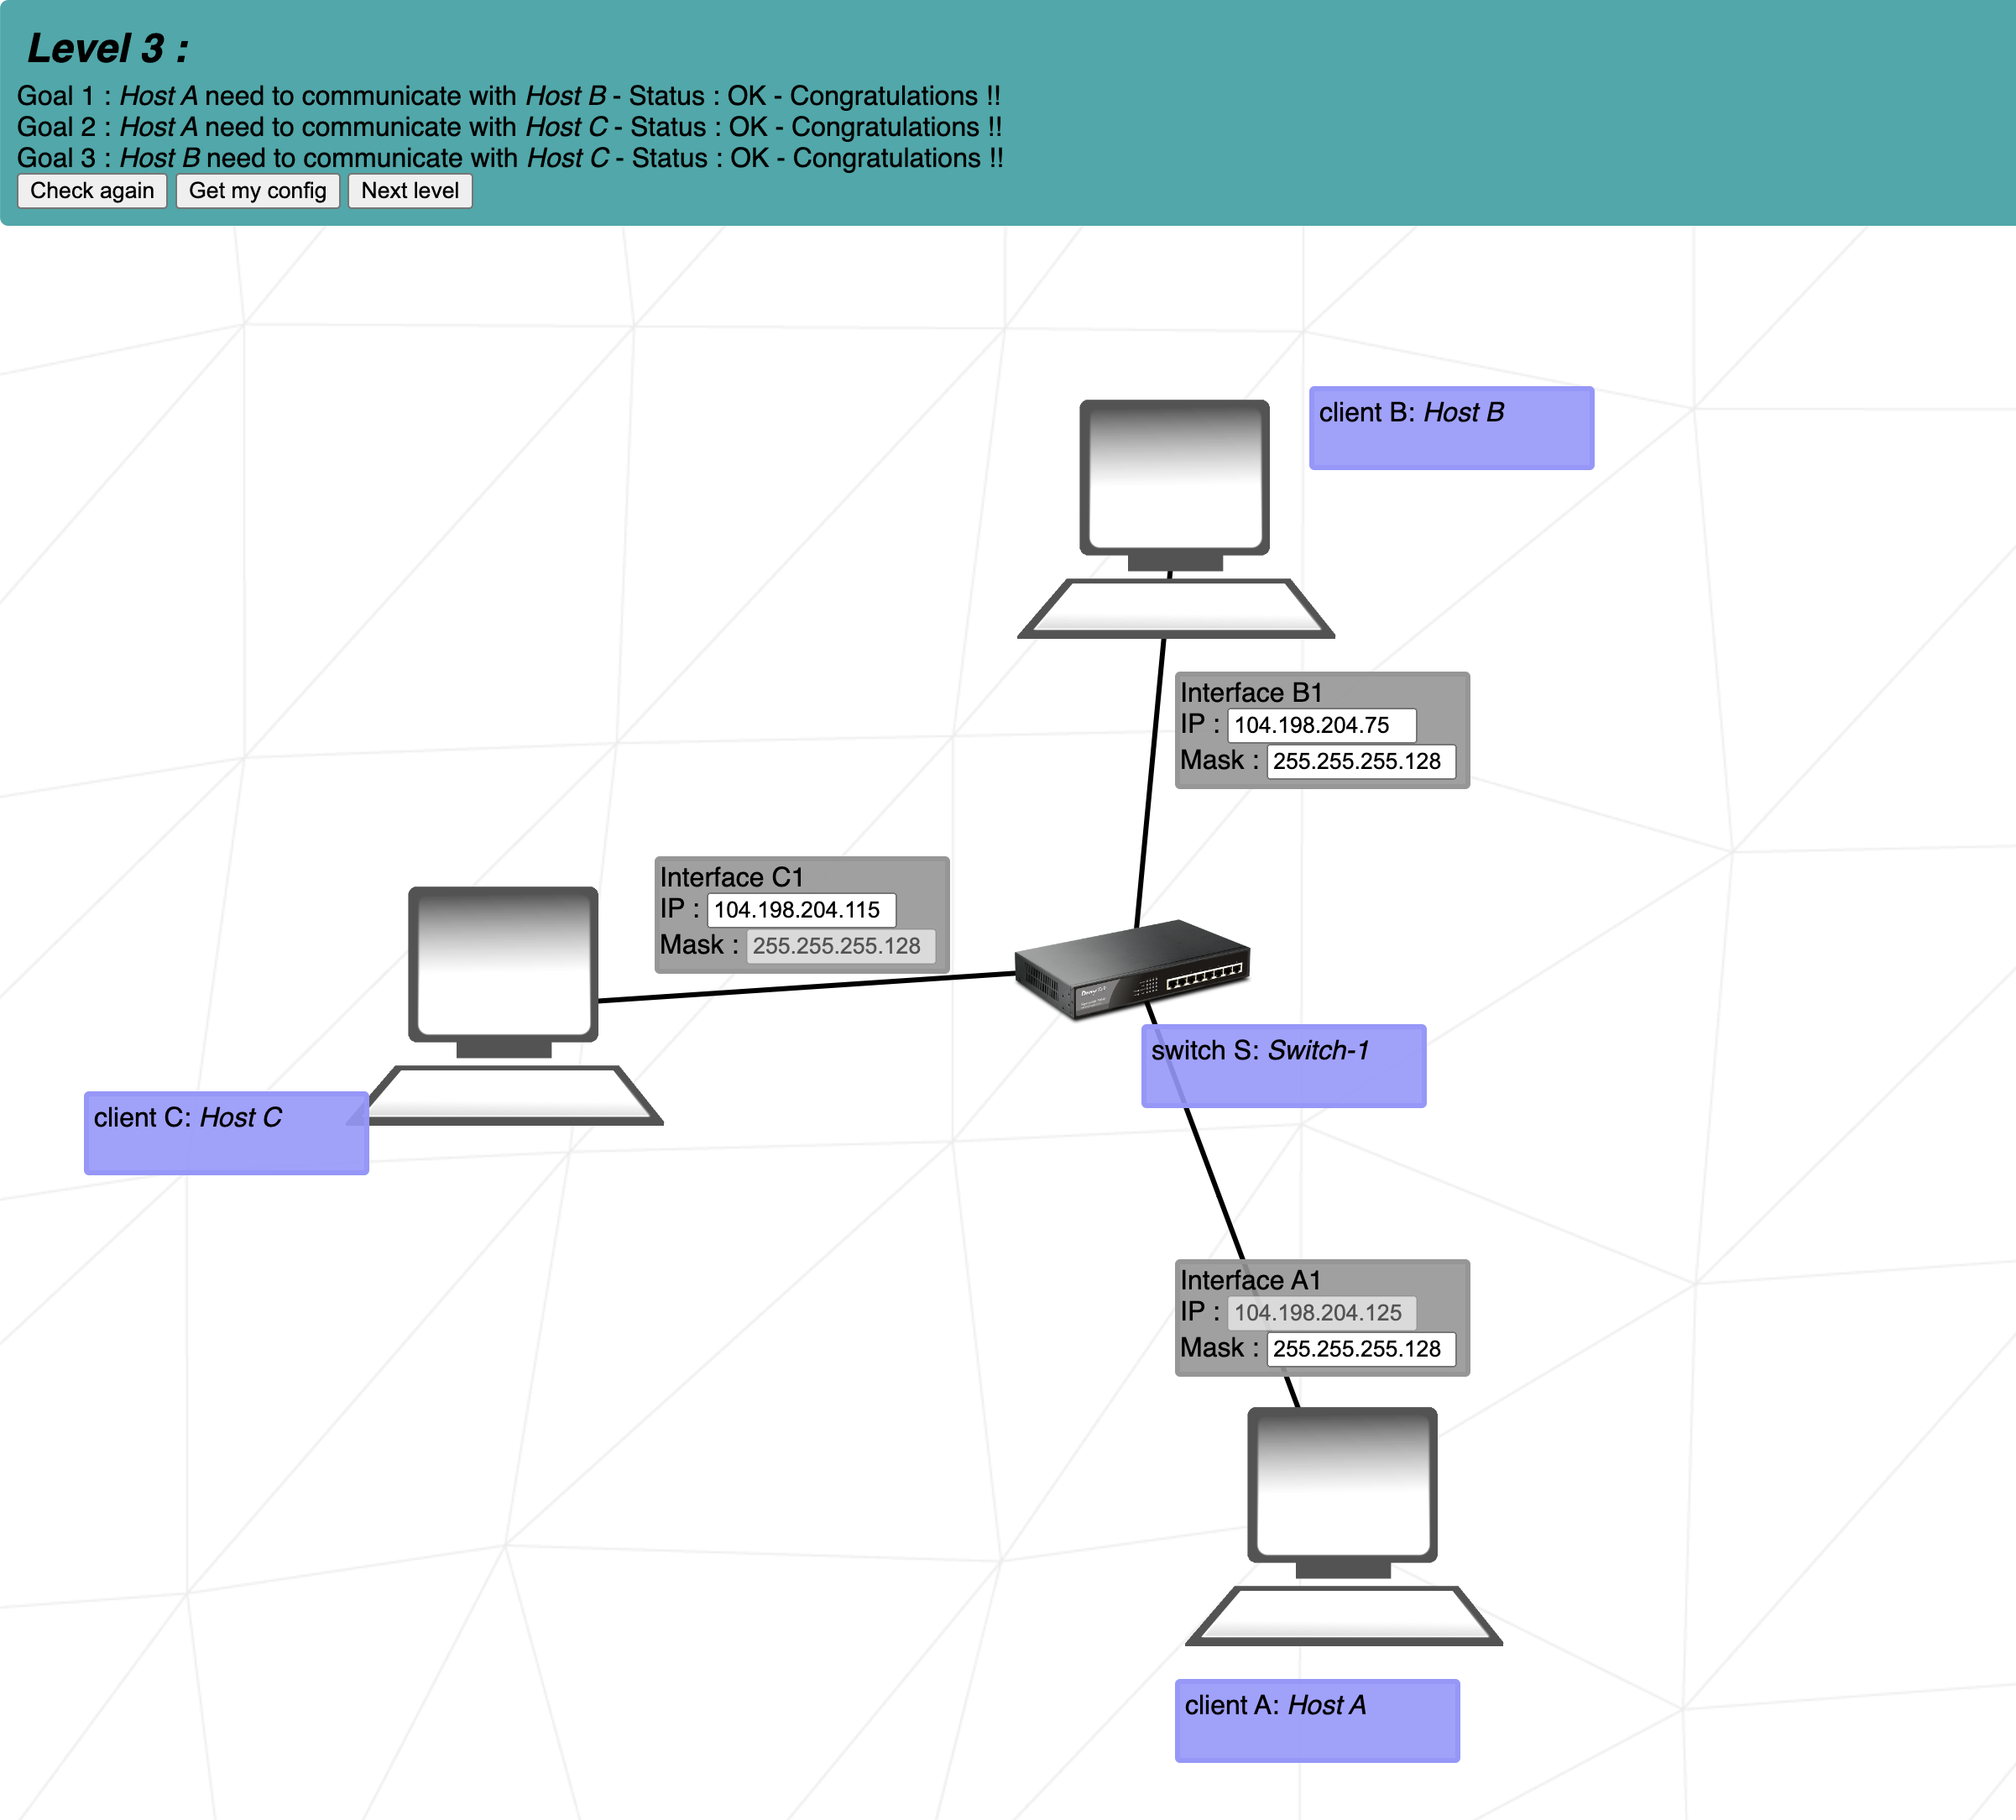 Level 3 :
Goal 1 : Host A need to communicate with Host B - Status : OK - Congratulations !!
Goal 2 : Host A need to communicate with Host C - Status : OK - Congratulations !!
Goal 3 : Host B need to communicate with Host C - Status : OK - Congratulations !!
Check again Get my config Next level
client B: Host B
Interface B1
IP : 104.198.204.75
Mask : 255.255.255.128
Interface C1
IP : 104.198.204.115
Mask : 255.255.255.128
switch S: Switch-1
client C: Host C
Interface A1
IP : 104.198.204.125
Mask : 255.255.255.128
client A: Host A